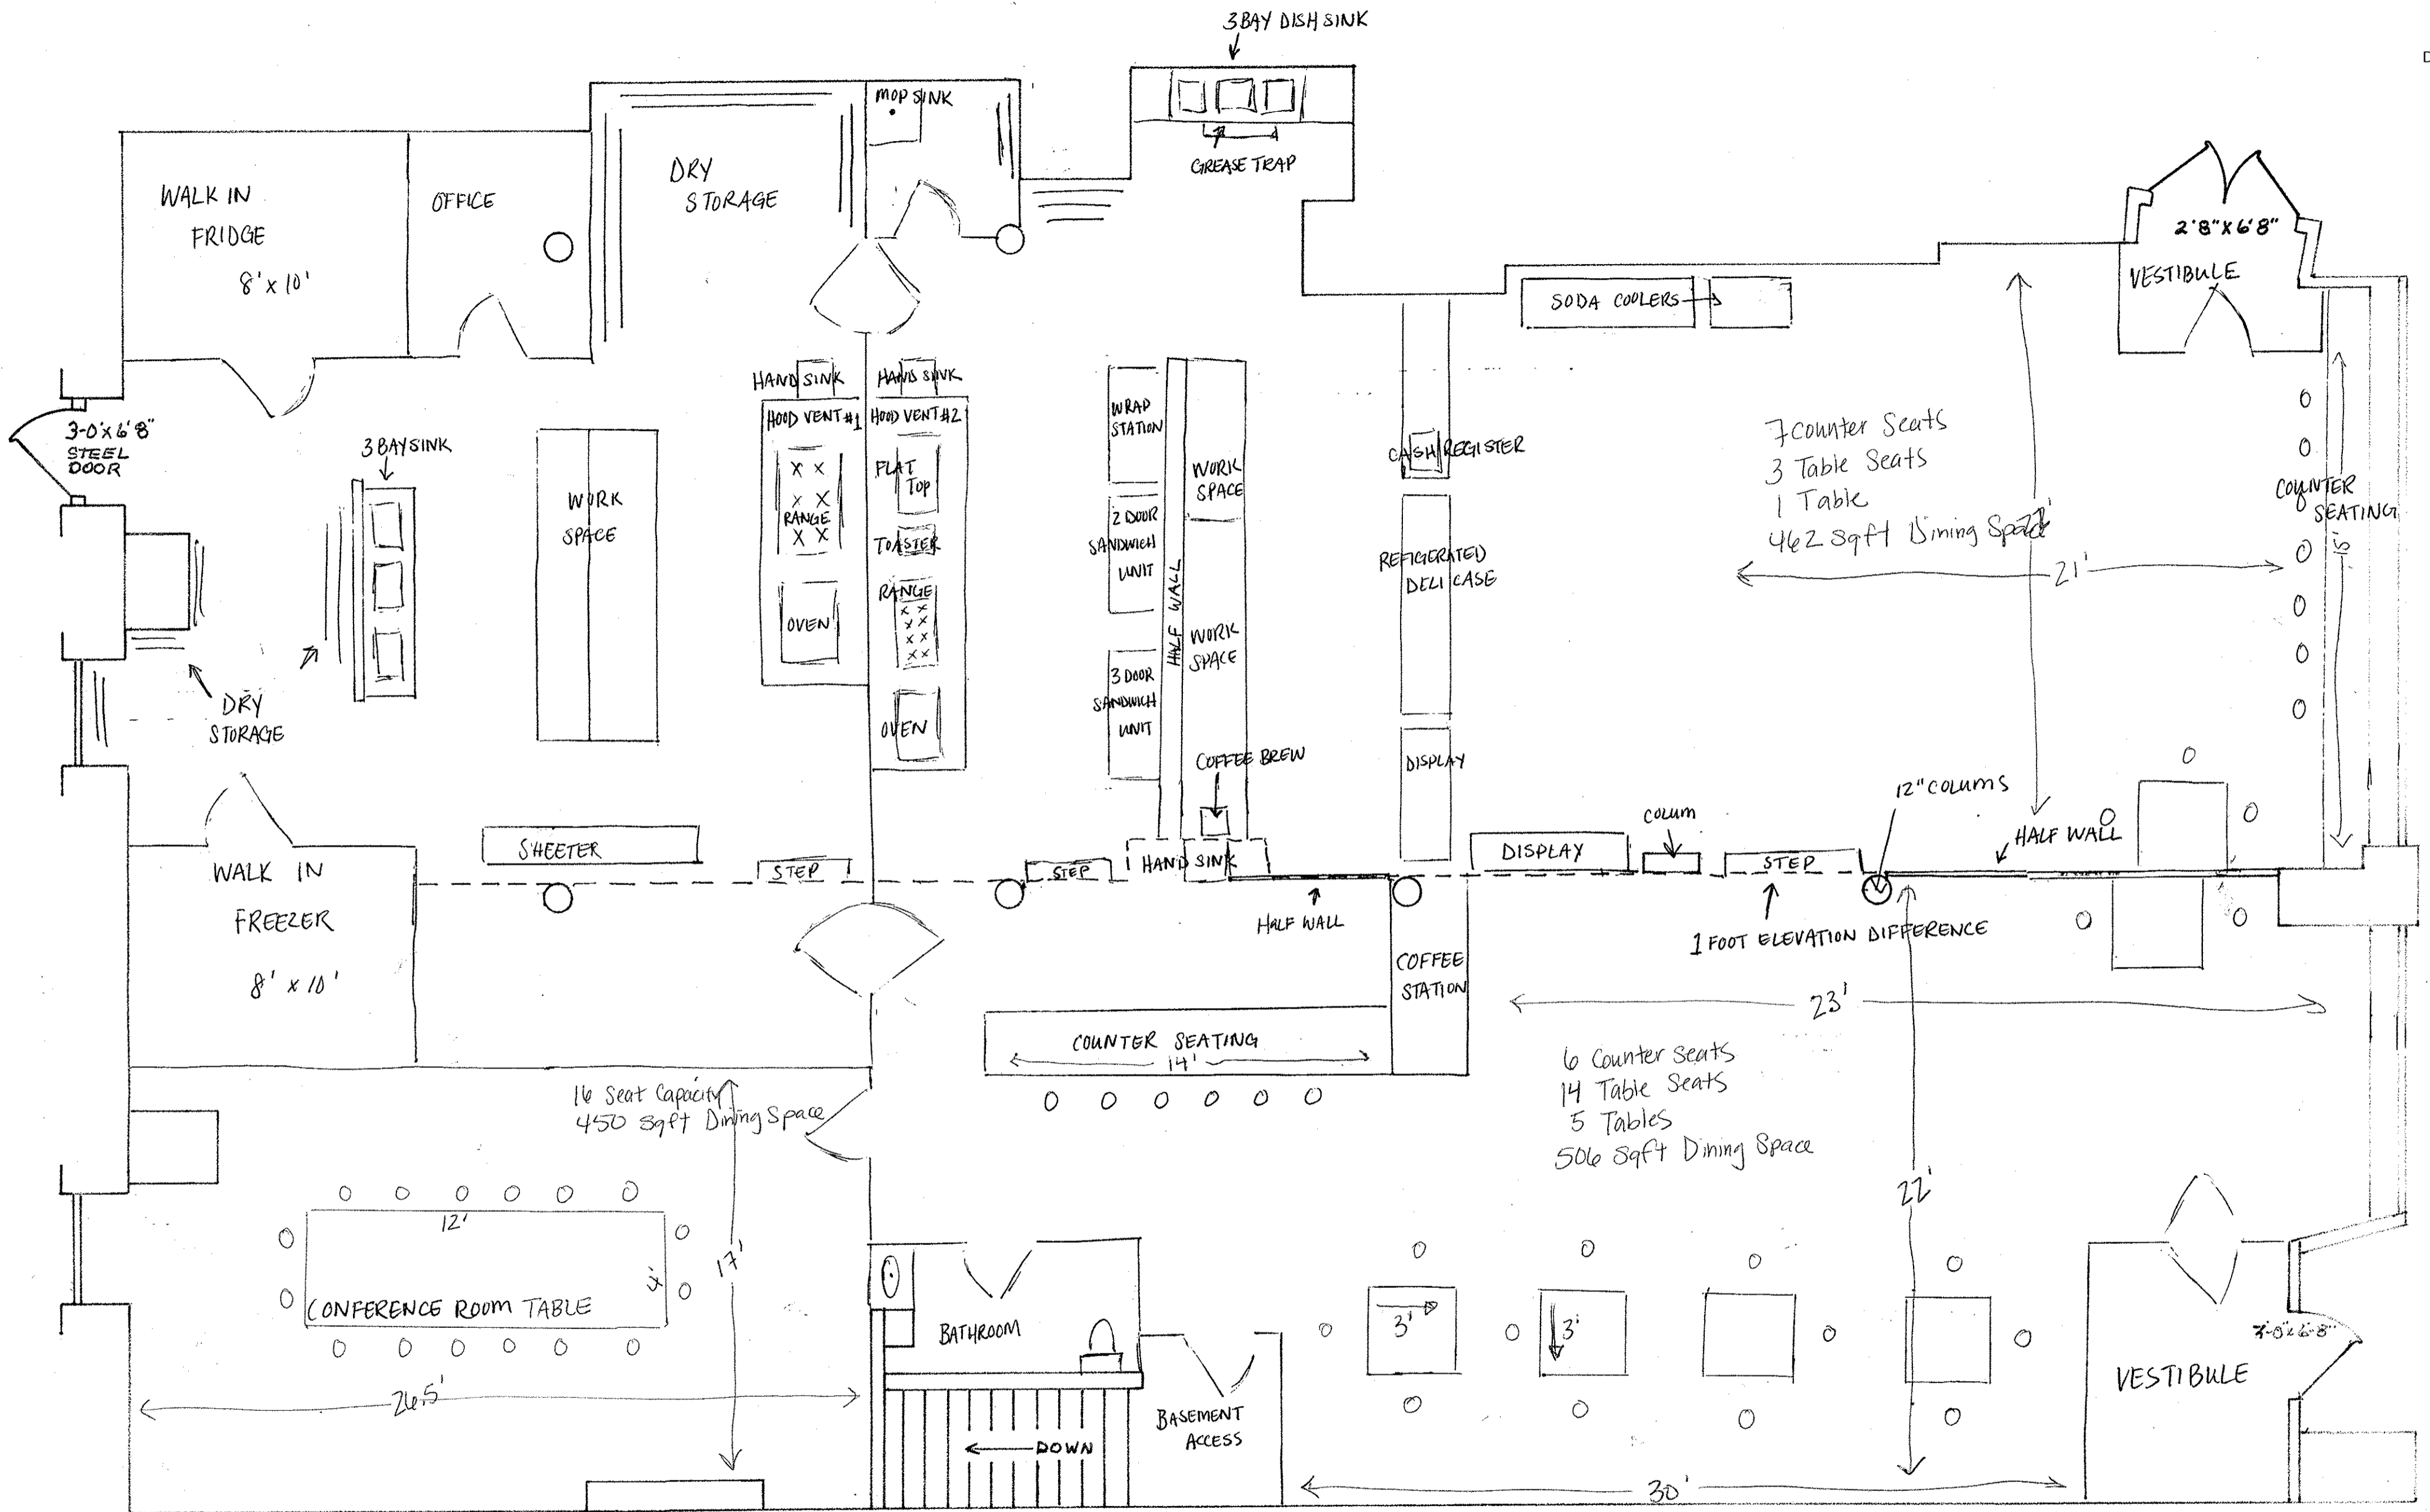 3 BAY DISH SINK
MOP SINK
GREASE TRAP
WALK IN
FRIDGE
8' x 10'
OFFICE
DRY
STORAGE
2'8" X 6'8"
VESTIBULE
SODA COOLERS
3-0' X 6'8"
STEEL
DOOR
3 BAY SINK
WORK
SPACE
HAND SINK
HAND SINK
HOOD VENT #1
HOOD VENT #2
RANGE
OVEN
FLAT
TOP
TOASTER
RANGE
OVEN
WRAP
STATION
2 DOOR
SANDWICH
UNIT
3 DOOR
SANDWICH
UNIT
HALF WALL
WORK
SPACE
WORK
SPACE
COFFEE BREW
CASH REGISTER
REFIGERATED
DELI CASE
DISPLAY
7 Counter Seats
3 Table Seats
1 Table
462 Sqft Dining Space
21'
COUNTER
SEATING
DRY
STORAGE
SHEETER
STEP
STEP
HAND SINK
HALF WALL
DISPLAY
COLUM
STEP
12" COLUMS
HALF WALL
1 FOOT ELEVATION DIFFERENCE
WALK IN
FREEZER
8' x 10'
COFFEE
STATION
23'
COUNTER SEATING
14'
16 Seat Capacity
450 Sqft Dining Space
6 Counter Seats
14 Table Seats
5 Tables
506 Sqft Dining Space
22'
12'
4'
17'
CONFERENCE ROOM TABLE
26.5'
BATHROOM
BASEMENT
ACCESS
DOWN
3'
3'
VESTIBULE
30'